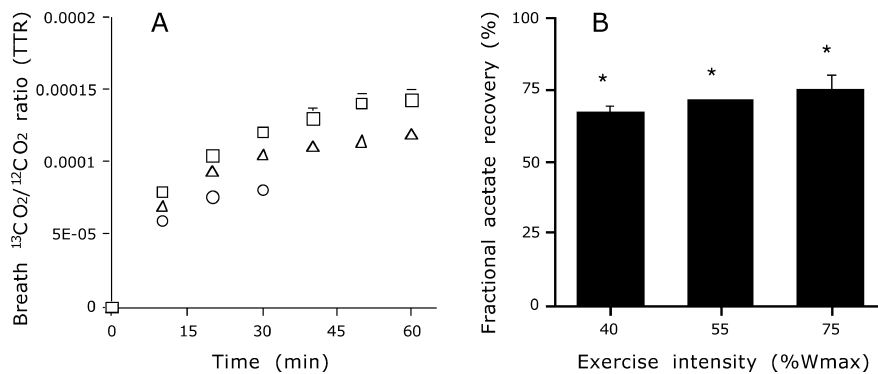 A
Breath ¹³CO₂/¹²CO₂ ratio (TTR)
0.0002
0.00015
0.0001
5E-05
0
0 15 30 45 60
Time (min)
B
Fractional acetate recovery (%)
100
75
50
25
0
* * *
40 55 75
Exercise intensity (%Wmax)